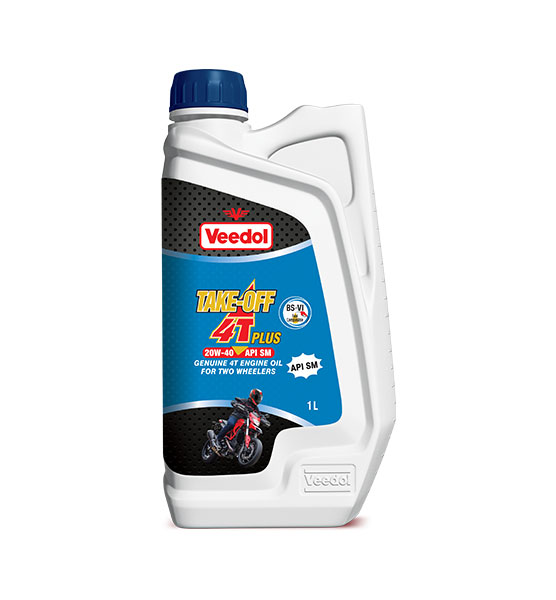 Veedol
TAKE-OFF
4T PLUS
20W-40 API SM
GENUINE 4T ENGINE OIL
FOR TWO WHEELERS
BS-VI
API SM
1L
Veedol